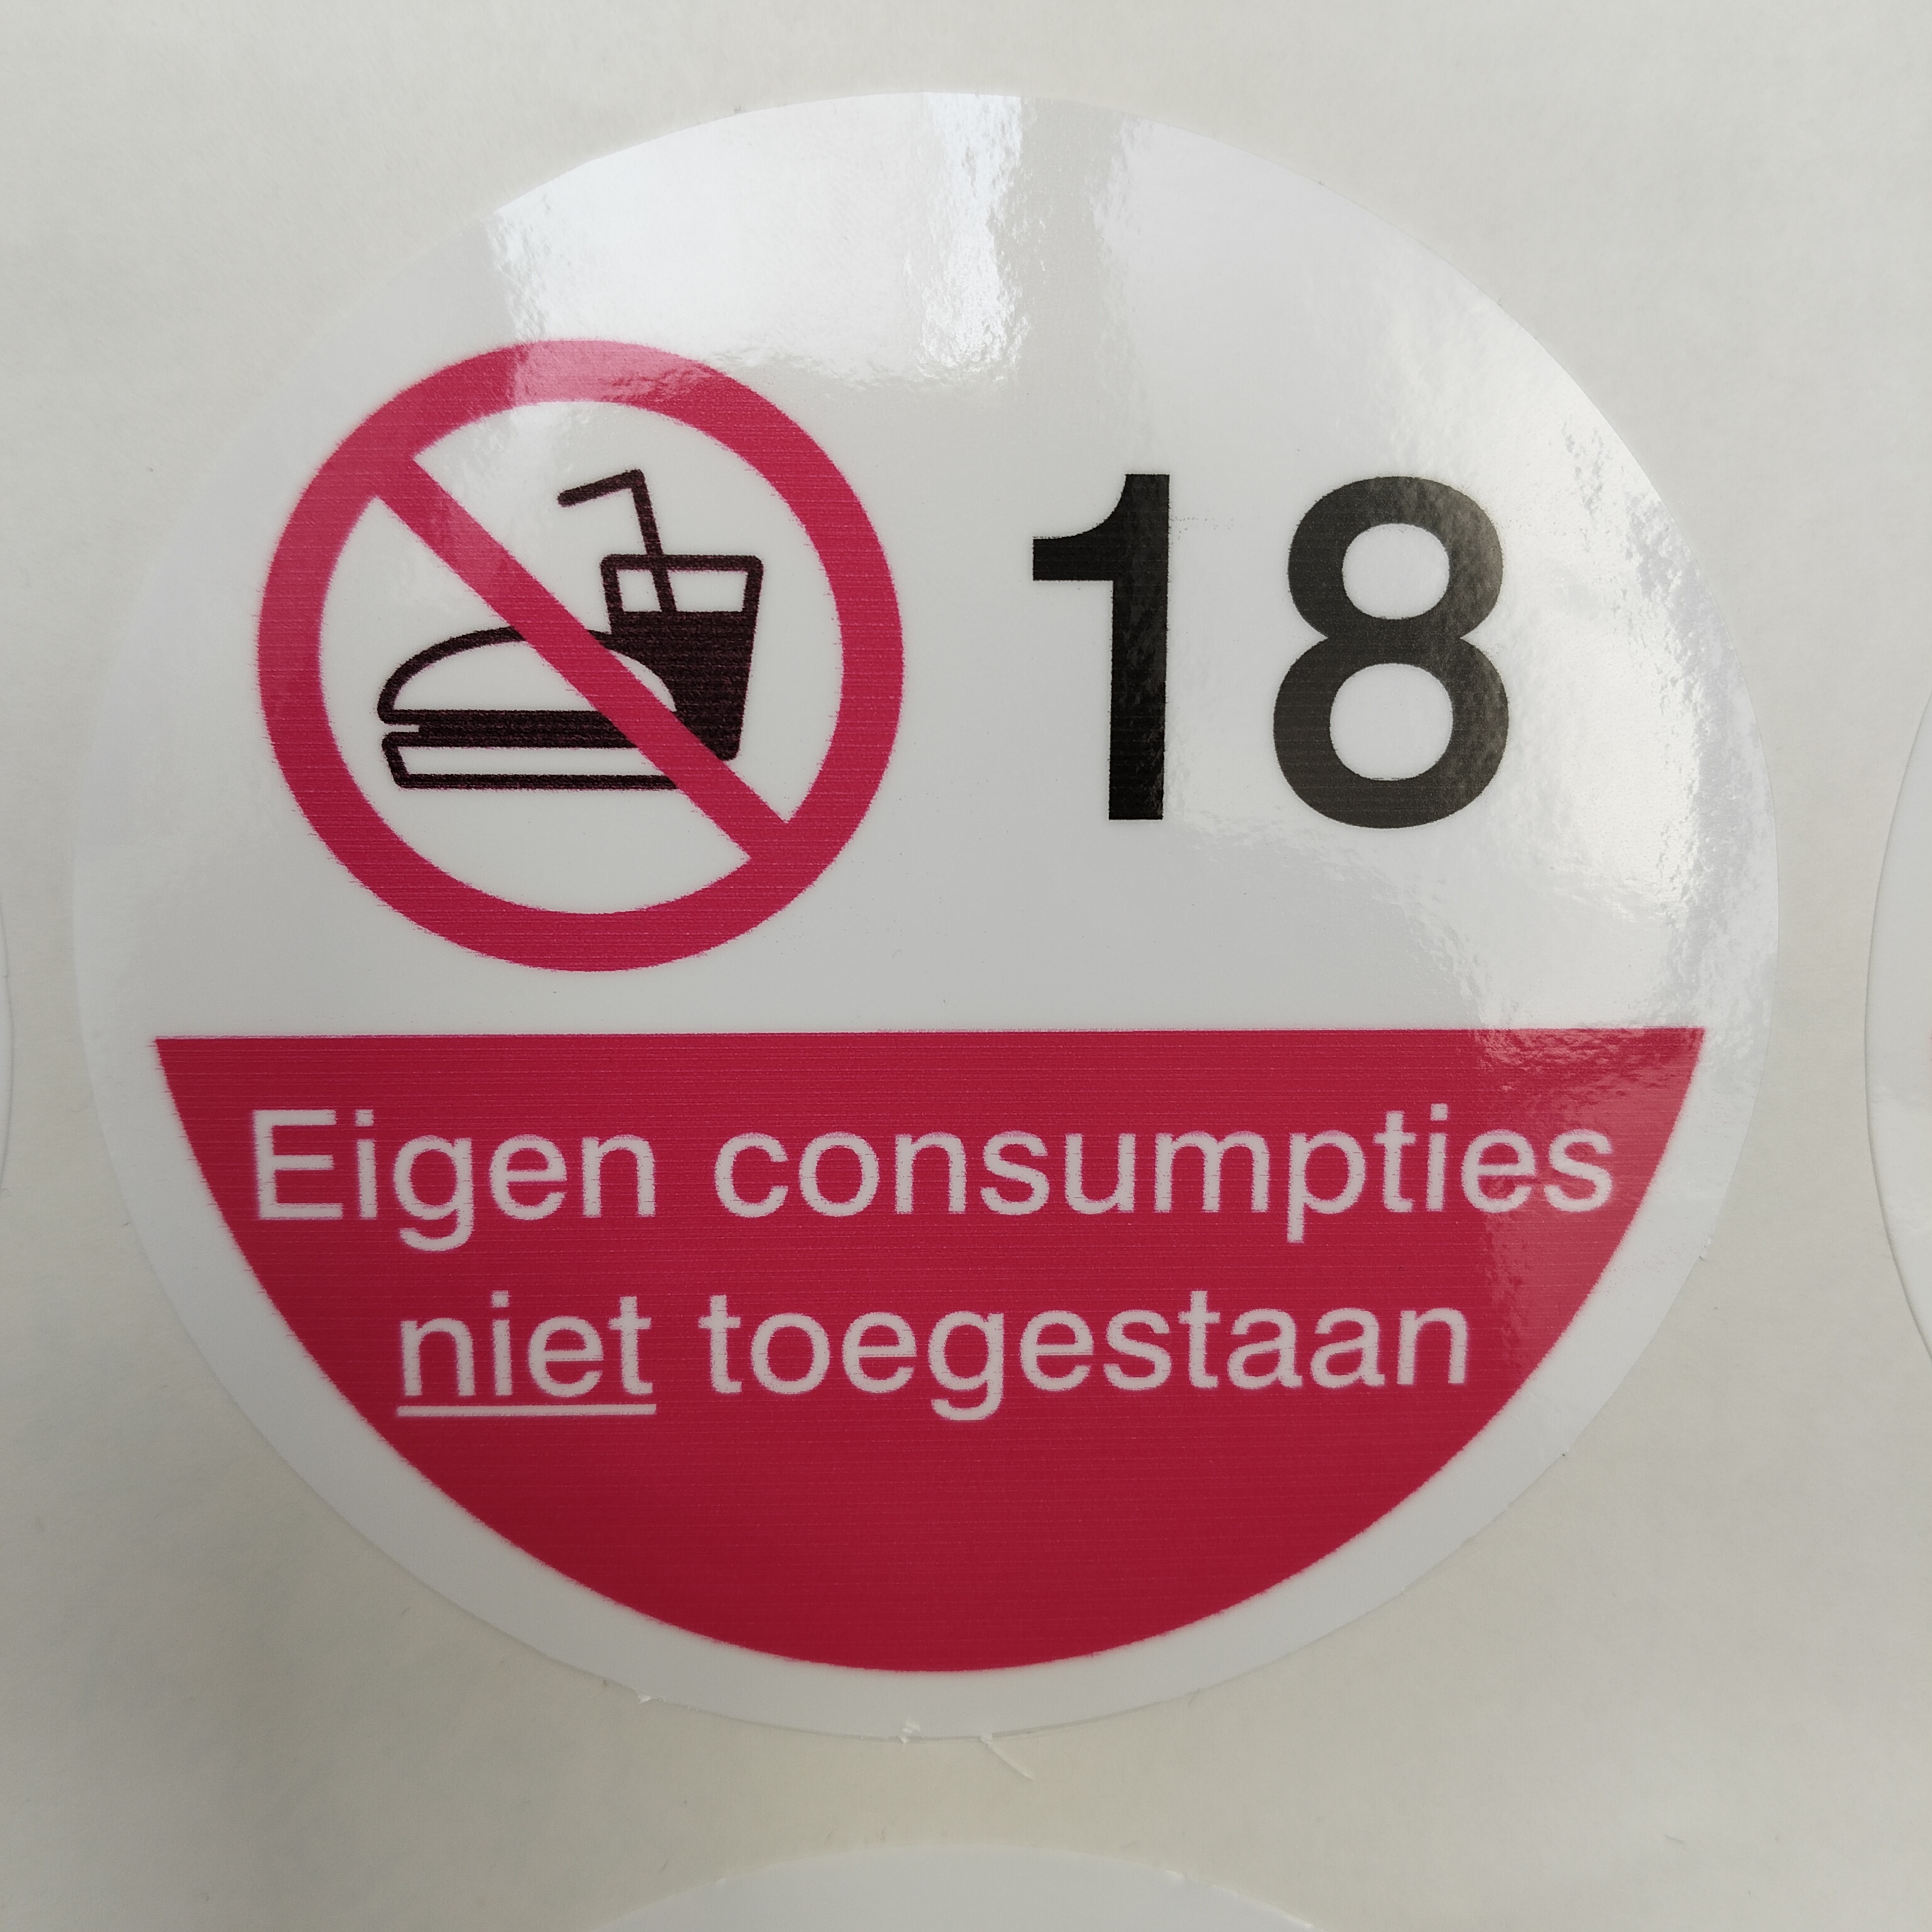 18
Eigen consumpties
niet toegestaan